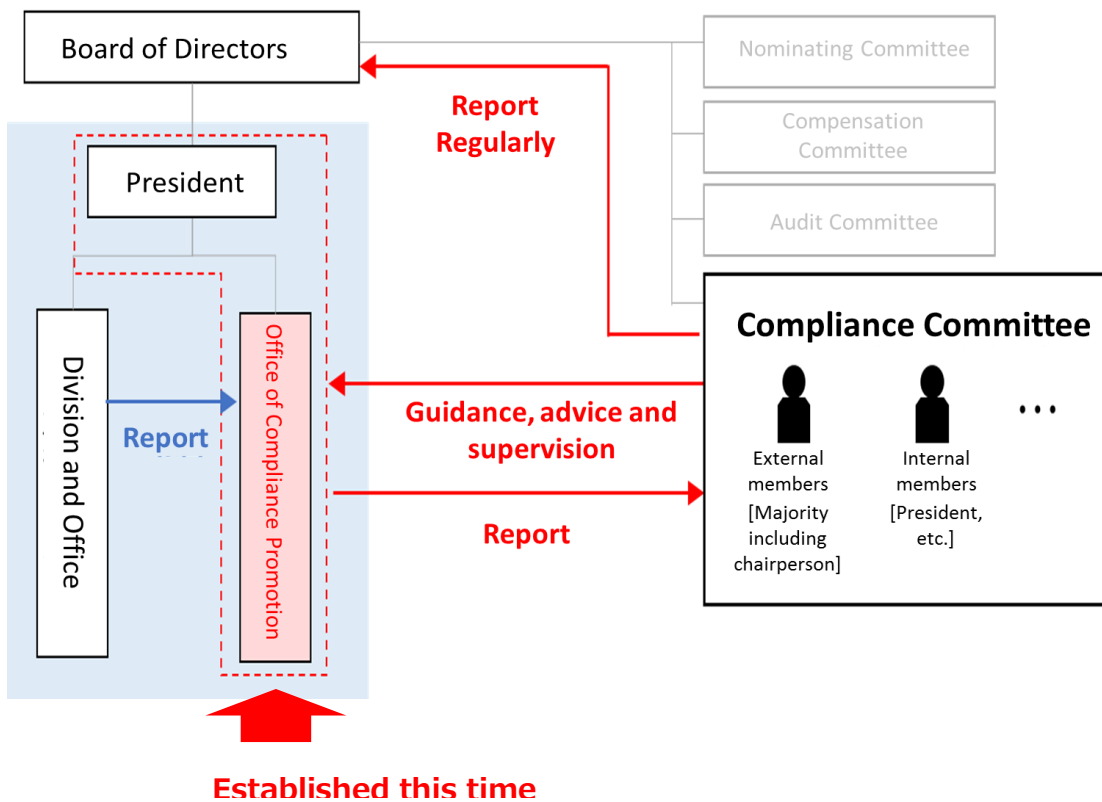 Board of Directors
Nominating Committee
Report
Regularly
Compensation
Committee
President
Audit Committee
Compliance Committee
Division and Office
Office of Compliance Promotion
Report
Guidance, advice and
supervision
Report
External
members
[Majority
including
chairperson]
Internal
members
[President,
etc.]
• • •
Established this time